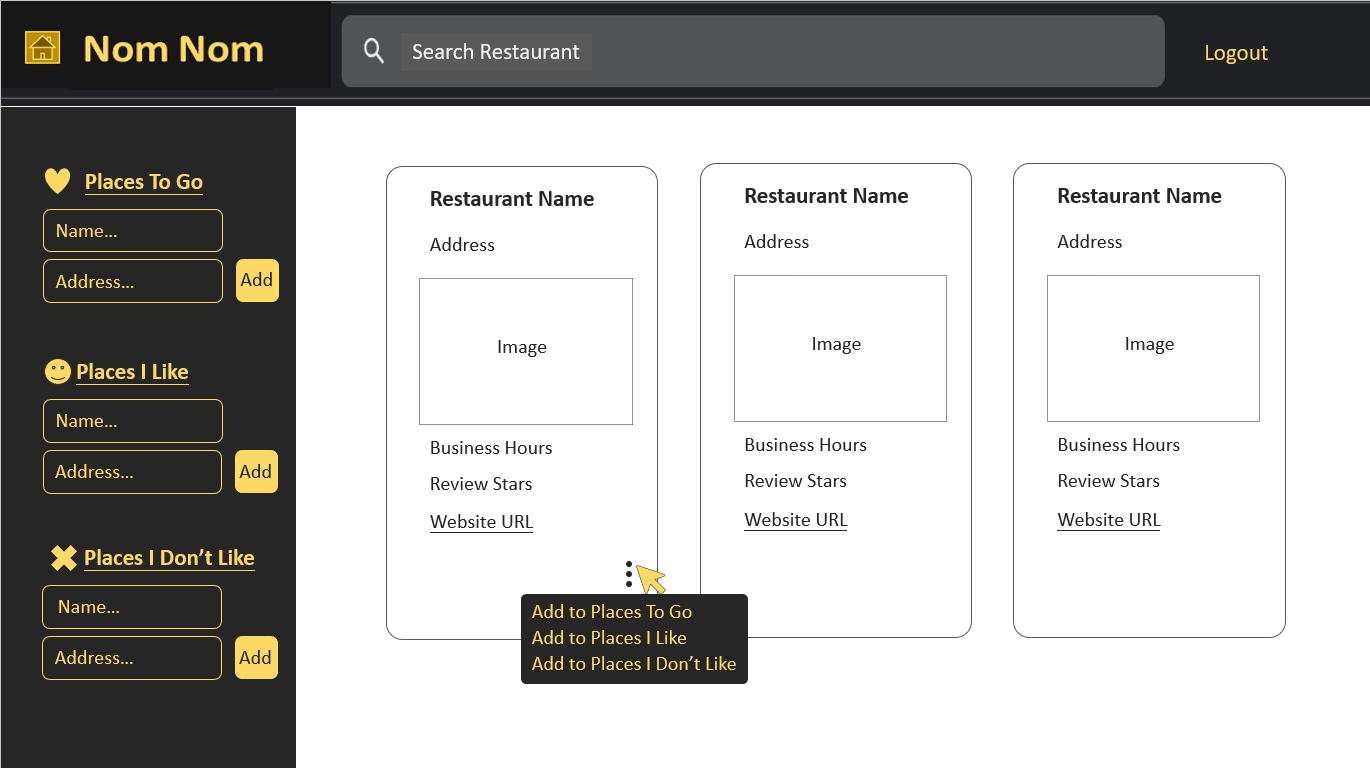 Nom Nom
Search Restaurant
Logout
Places To Go
Name...
Address...
Add
Places I Like
Name...
Address...
Add
Places I Don’t Like
Name...
Address...
Add
Restaurant Name
Address
Image
Business Hours
Review Stars
Website URL
Add to Places To Go
Add to Places I Like
Add to Places I Don’t Like
Restaurant Name
Address
Image
Business Hours
Review Stars
Website URL
Restaurant Name
Address
Image
Business Hours
Review Stars
Website URL